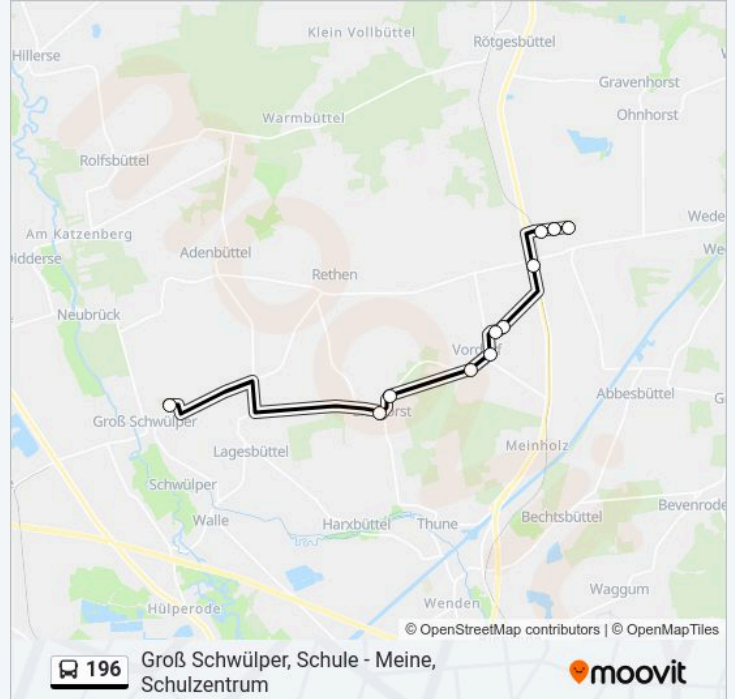 Klein Vollbüttel
Rötgesbüttel
Hillerse
Gravenhorst
Ohnhorst
Warmbüttel
Rolfsbüttel
Wede
Am Katzenberg
We
Didderse
Adenbüttel
Rethen
Neubrück
Vordorf
Abbesbüttel
G
Groß Schwülper
Meinholz
Lagesbüttel
Schwülper
Bevenrode
Walle
Harxbüttel
Thune
Bechtsbüttel
Waggum
Wenden
Hülperode
© OpenStreetMap contributors | © OpenMapTiles
196
Groß Schwülper, Schule - Meine,
Schulzentrum
moovit